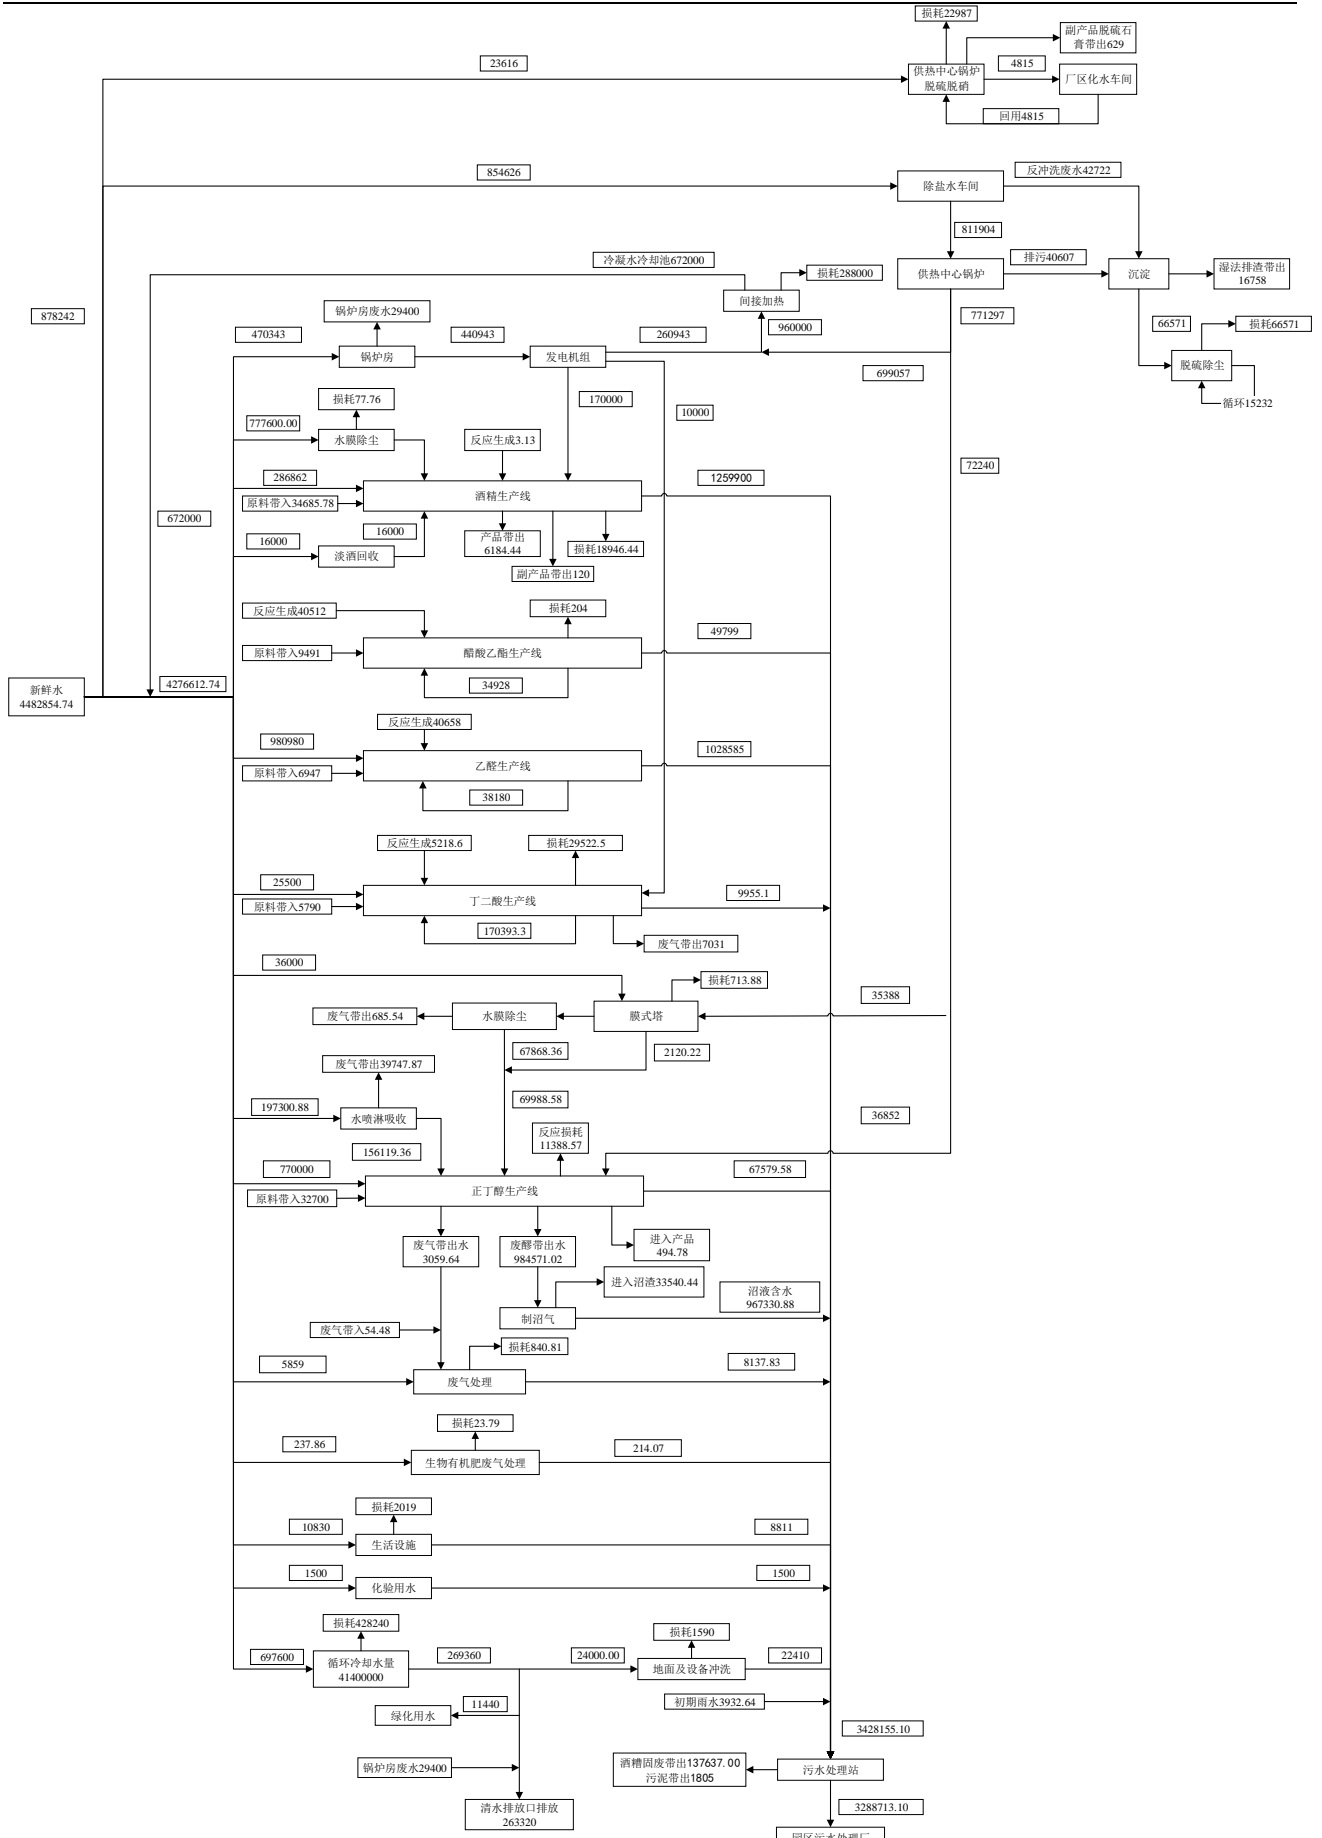 损耗22987
副产品脱硫石
膏带出629
23616
供热中心锅炉
脱硫脱硝
4815
厂区化水车间
回用4815
854626
除盐水车间
反冲洗废水42722
811904
冷凝水冷却池672000
损耗288000
供热中心锅炉
排污40607
沉淀
湿法排渣带出
16758
间接加热
878242
锅炉房废水29400
470343
440943
260943
960000
771297
66571
损耗66571
锅炉房
发电机组
699057
脱硫除尘
损耗77.76
170000
10000
循环15232
777600.00
水膜除尘
反应生成3.13
72240
286862
1259900
原料带入34685.78
酒精生产线
672000
16000
16000
产品带出
6184.44
损耗18946.44
淡酒回收
副产品带出120
反应生成40512
损耗204
49799
原料带入9491
醋酸乙酯生产线
34928
新鲜水
4482854.74
4276612.74
反应生成40658
980980
1028585
原料带入6947
乙醛生产线
38180
反应生成5218.6
损耗29522.5
25500
9955.1
原料带入5790
丁二酸生产线
170393.3
废气带出7031
36000
损耗713.88
35388
废气带出685.54
水膜除尘
膜式塔
67868.36
2120.22
废气带出39747.87
69988.58
197300.88
水喷淋吸收
36852
反应损耗
11388.57
156119.36
770000
67579.58
原料带入32700
正丁醇生产线
废气带出水
3059.64
废醪带出水
984571.02
进入产品
494.78
进入沼渣33540.44
沼液含水
967330.88
制沼气
废气带入54.48
损耗840.81
5859
8137.83
废气处理
损耗23.79
237.86
214.07
生物有机肥废气处理
损耗2019
10830
8811
生活设施
1500
1500
化验用水
损耗428240
损耗1590
697600
循环冷却水量
41400000
269360
24000.00
地面及设备冲洗
22410
11440
初期雨水3932.64
绿化用水
3428155.10
锅炉房废水29400
酒糟固废带出137637.00
污泥带出1805
污水处理站
清水排放口排放
263320
3288713.10
园区污水处理厂